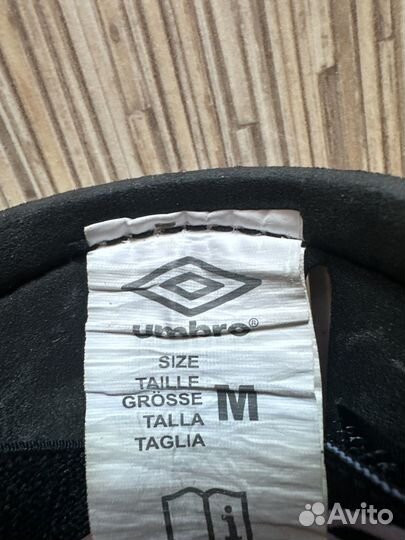 umbro®
SIZE
TAILLE
GRÖSSE M
TALLA
TAGLIA
i
Avito